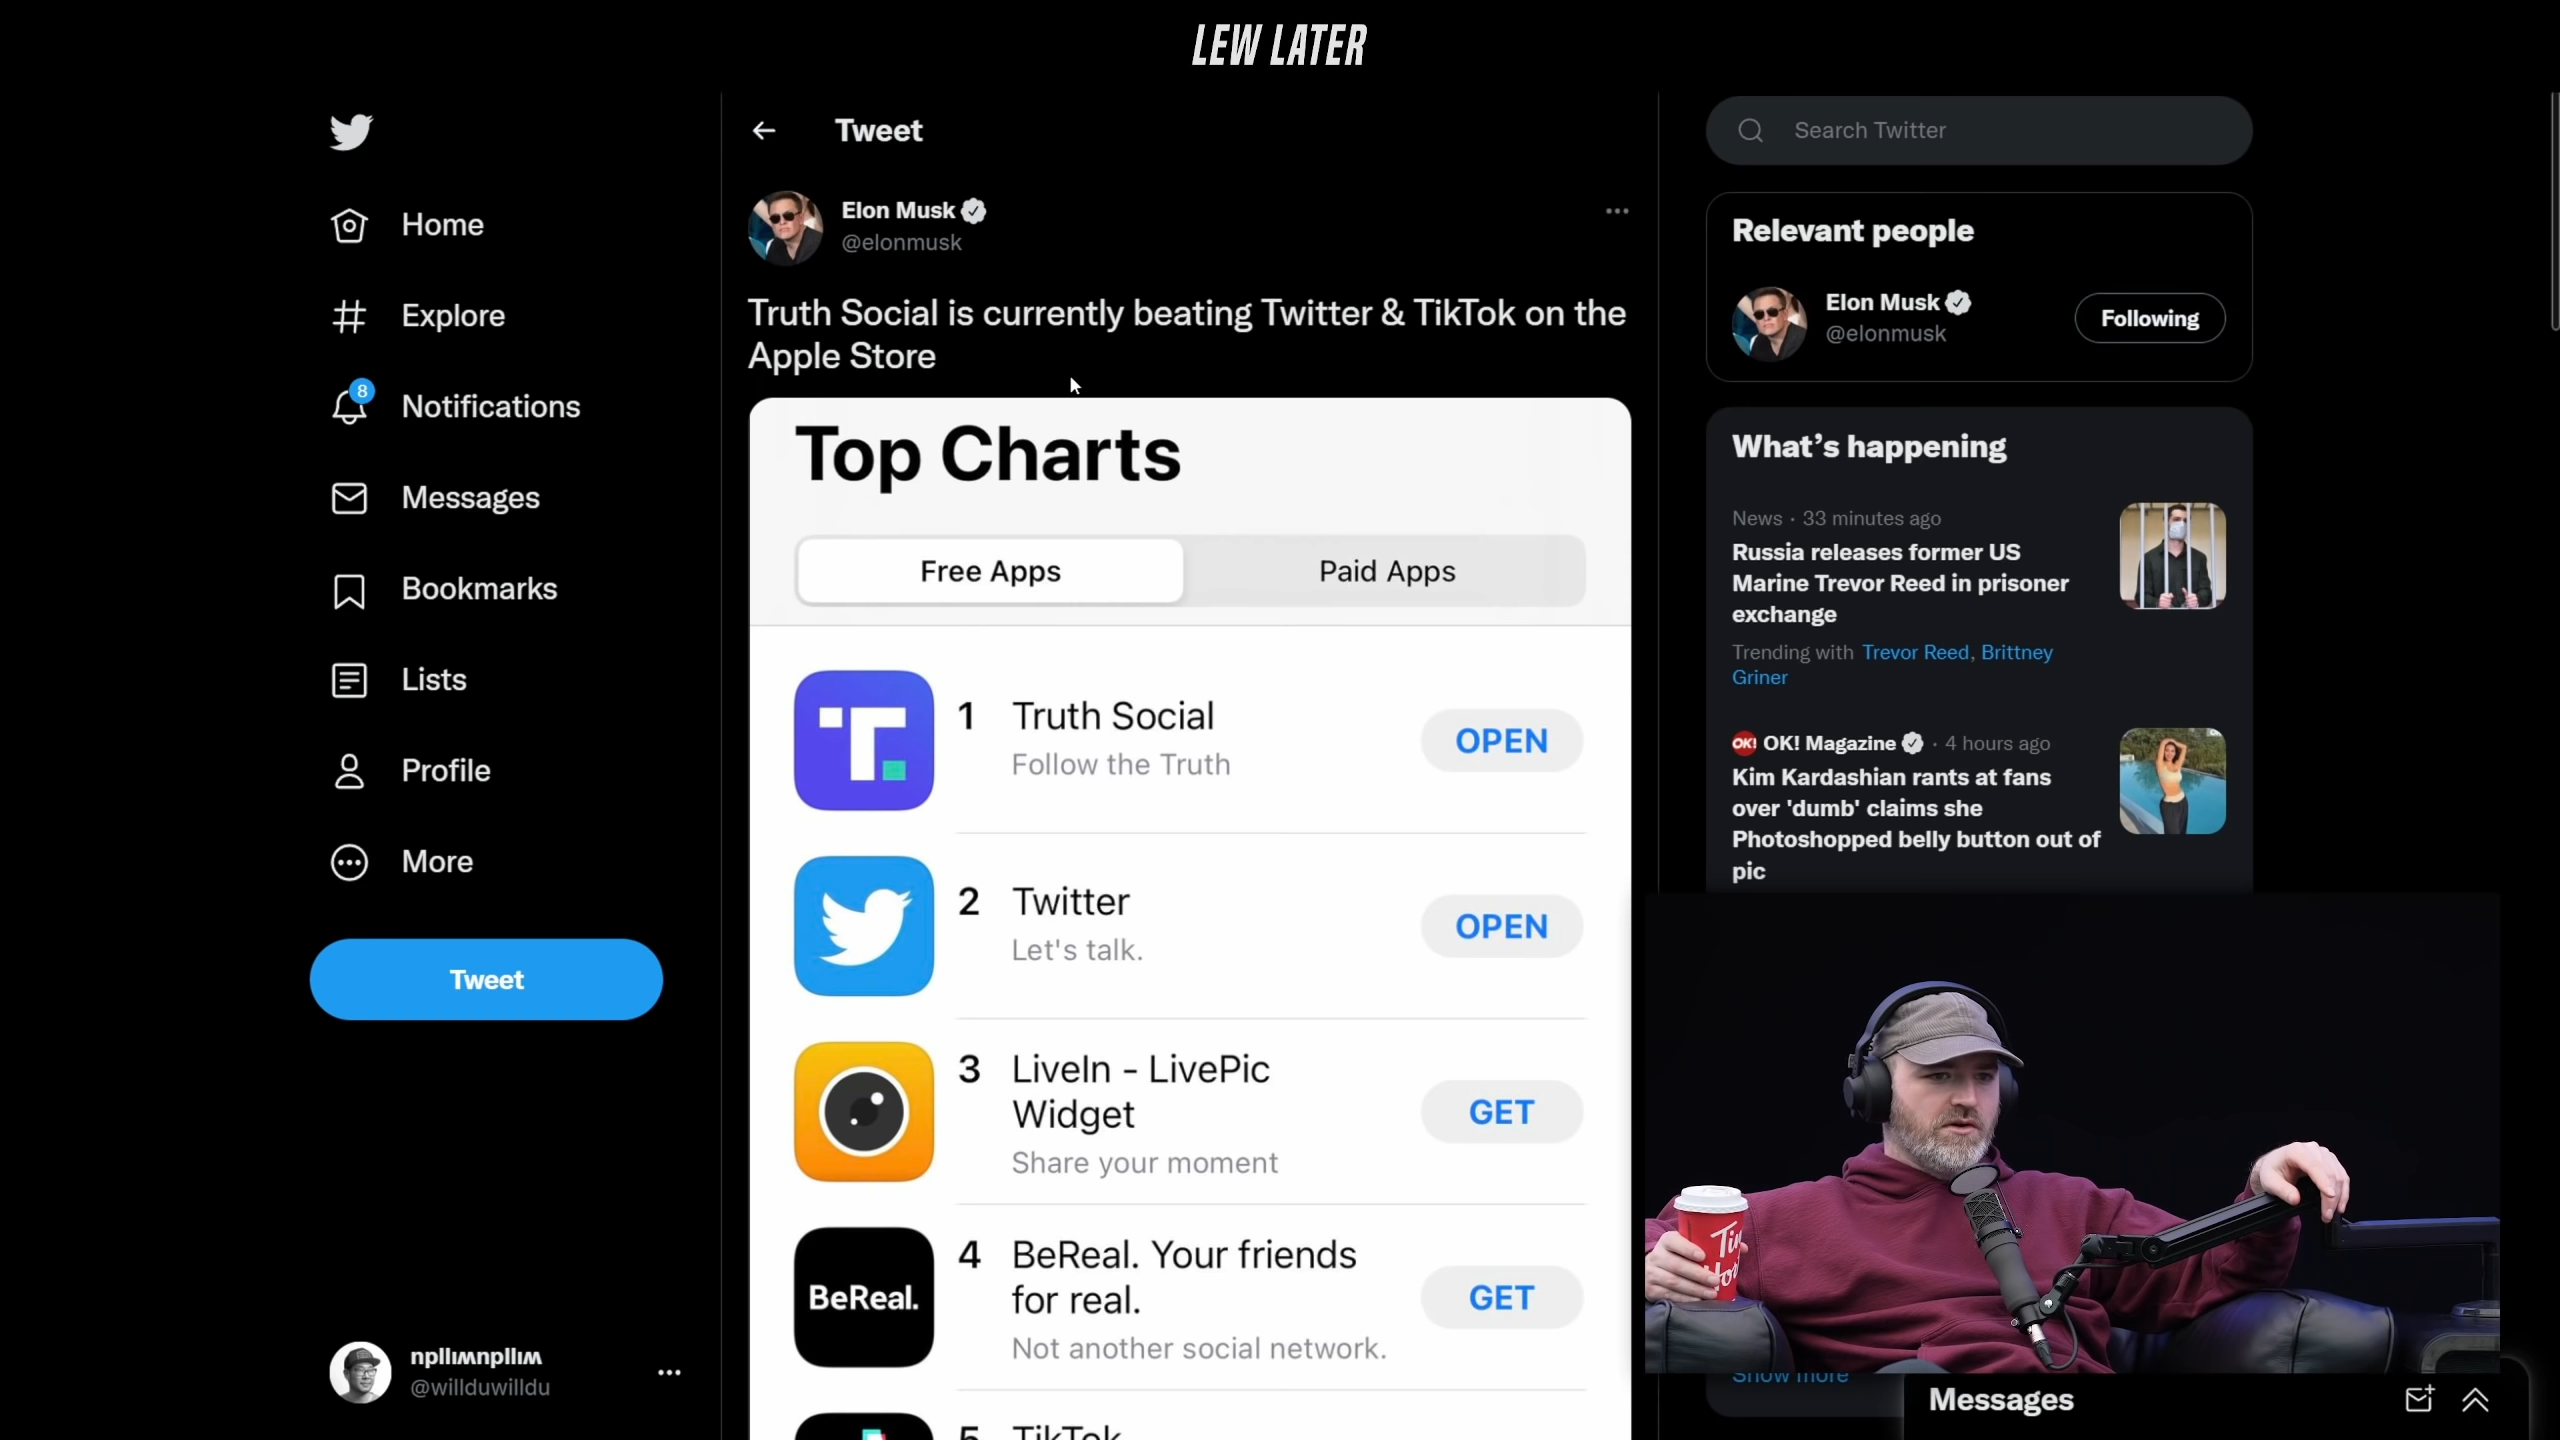 LEW LATER
Home
Explore
8
Notifications
Messages
Bookmarks
Lists
Profile
More
Tweet
npllıʍnpllıʍ
@willduwilldu
Tweet
Elon Musk
@elonmusk
Truth Social is currently beating Twitter & TikTok on the
Apple Store
Top Charts
Free Apps
Paid Apps
1 Truth Social
Follow the Truth
OPEN
2 Twitter
Let's talk.
OPEN
3 LiveIn - LivePic
Widget
Share your moment
GET
BeReal.
4 BeReal. Your friends
for real.
Not another social network.
GET
5 TikTok
Search Twitter
Relevant people
Elon Musk
@elonmusk
Following
What's happening
News · 33 minutes ago
Russia releases former US
Marine Trevor Reed in prisoner
exchange
Trending with Trevor Reed, Brittney
Griner
OK! OK! Magazine · 4 hours ago
Kim Kardashian rants at fans
over 'dumb' claims she
Photoshopped belly button out of
pic
Show more
Messages